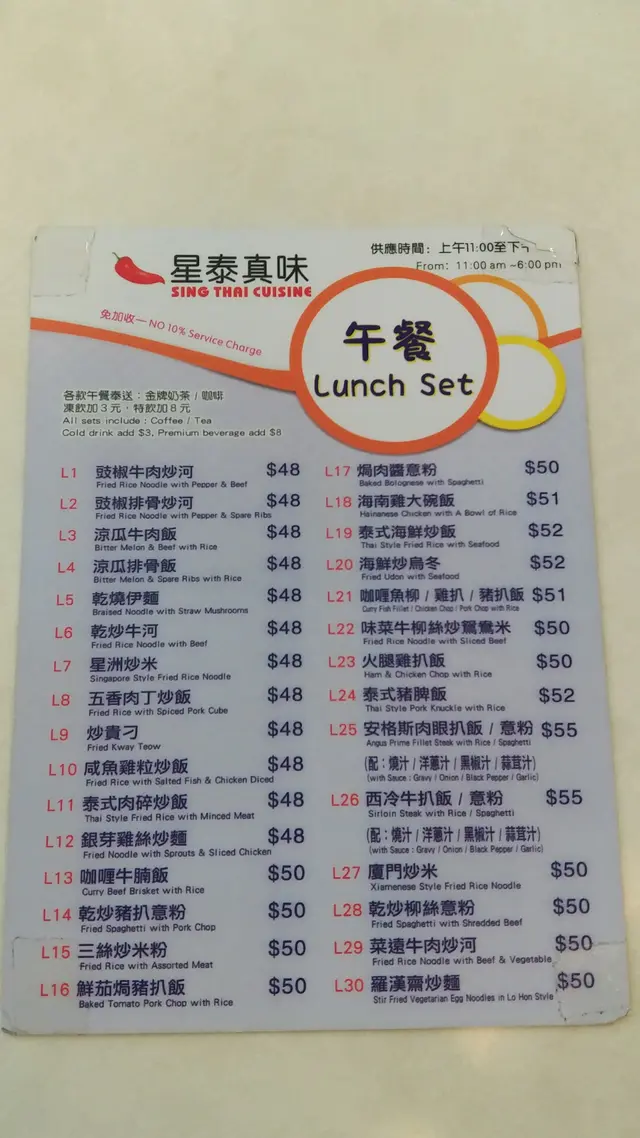 星泰真味
SING THAI CUISINE
供應時間：上午11:00至下
From: 11:00 am ~6:00 pm
免加收一 NO 10% Service Charge
午餐
Lunch Set
各款午餐奉送：金牌奶茶 / 咖啡
凍飲加3元，特飲加8元
All sets include : Coffee / Tea
Cold drink add $3, Premium beverage add $8
L1 豉椒牛肉炒河 $48
Fried Rice Noodle with Pepper & Beef
L2 豉椒排骨炒河 $48
Fried Rice Noodle with Pepper & Spare Ribs
L3 涼瓜牛肉飯 $48
Bitter Melon & Beef with Rice
L4 涼瓜排骨飯 $48
Bitter Melon & Spare Ribs with Rice
L5 乾燒伊麵 $48
Braised Noodle with Straw Mushrooms
L6 乾炒牛河 $48
Fried Rice Noodle with Beef
L7 星洲炒米 $48
Singapore Style Fried Rice Noodle
L8 五香肉丁炒飯 $48
Fried Rice with Spiced Pork Cube
L9 炒貴刁 $48
Fried Kway Teow
L10 咸魚雞粒炒飯 $48
Fried Rice with Salted Fish & Chicken Diced
L11 泰式肉碎炒飯 $48
Thai Style Fried Rice with Minced Meat
L12 銀芽雞絲炒麵 $48
Fried Noodle with Sprouts & Sliced Chicken
L13 咖喱牛腩飯 $50
Curry Beef Brisket with Rice
L14 乾炒豬扒意粉 $50
Fried Spaghetti with Pork Chop
L15 三絲炒米粉 $50
Fried Rice with Assorted Meat
L16 鮮茄焗豬扒飯 $50
Baked Tomato Pork Chop with Rice
L17 焗肉醬意粉 $50
Baked Bolognese with Spaghetti
L18 海南雞大碗飯 $51
Hainanese Chicken with A Bowl of Rice
L19 泰式海鮮炒飯 $52
Thai Style Fried Rice with Seafood
L20 海鮮炒烏冬 $52
Fried Udon with Seafood
L21 咖喱魚柳 / 雞扒 / 豬扒飯 $51
Curry Fish Fillet / Chicken Chop / Pork Chop with Rice
L22 味菜牛柳絲炒鴛鴦米 $50
Fried Rice Noodle with Sliced Beef
L23 火腿雞扒飯 $50
Ham & Chicken Chop with Rice
L24 泰式豬脾飯 $52
Thai Style Pork Knuckle with Rice
L25 安格斯肉眼扒飯 / 意粉 $55
Angus Prime Fillet Steak with Rice / Spaghetti
(配：燒汁 / 洋蔥汁 / 黑椒汁 / 蒜茸汁)
(with Sauce : Gravy / Onion / Black Pepper / Garlic)
L26 西冷牛扒飯 / 意粉 $55
Sirloin Steak with Rice / Spaghetti
(配：燒汁 / 洋蔥汁 / 黑椒汁 / 蒜茸汁)
(with Sauce : Gravy / Onion / Black Pepper / Garlic)
L27 廈門炒米 $50
Xiamenese Style Fried Rice Noodle
L28 乾炒柳絲意粉 $50
Fried Spaghetti with Shredded Beef
L29 菜遠牛肉炒河 $50
Fried Rice Noodle with Beef & Vegetable
L30 羅漢齋炒麵 $50
Stir Fried Vegetarian Egg Noodles in Lo Hon Style